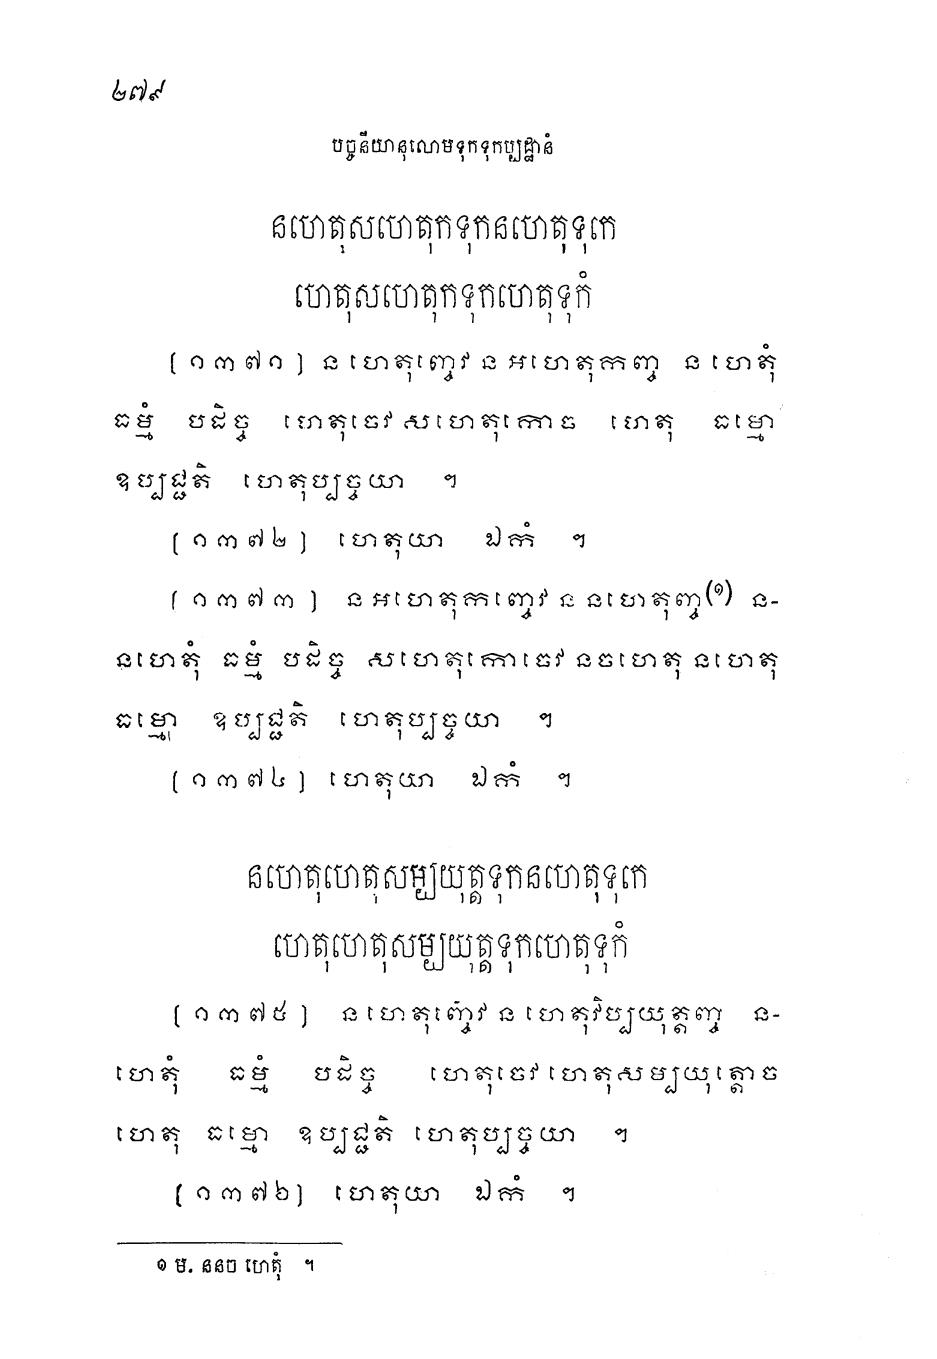 ២៧៩
បច្ចនីយានុលោមទុកទុកប្បដ្ឋានំ
នហេតុសហេតុកទុកនហេតុទុកេ
ហេតុសហេតុកទុកហេតុទុកំ
[១៣៧១] នហេតុញ្ចេវ នអហេតុកញ្ច នហេតុំ
ធម្មំ បដិច្ច ហេតុចេវ សហេតុកោច ហេតុ ធម្មោ
ឧប្បជ្ជតិ ហេតុប្បច្ចយា ។
[១៣៧២] ហេតុយា ឯកំ ។
[១៣៧៣] នអហេតុកញ្ចេវ ននហេតុញ្ច(១) ន-
នហេតុំ ធម្មំ បដិច្ច សហេតុកោចេវ នចហេតុ នហេតុ
ធម្មោ ឧប្បជ្ជតិ ហេតុប្បច្ចយា ។
[១៣៧៤] ហេតុយា ឯកំ ។
នហេតុហេតុសម្បយុត្តទុកនហេតុទុកេ
ហេតុហេតុសម្បយុត្តទុកហេតុទុកំ
[១៣៧៥] នហេតុញ្ចេវ នហេតុវិប្បយុត្តញ្ច ន-
ហេតុំ ធម្មំ បដិច្ច ហេតុចេវ ហេតុសម្បយុត្តោច
ហេតុ ធម្មោ ឧប្បជ្ជតិ ហេតុប្បច្ចយា ។
[១៣៧៦] ហេតុយា ឯកំ ។
១ ម. ននច ហេតុំ ។